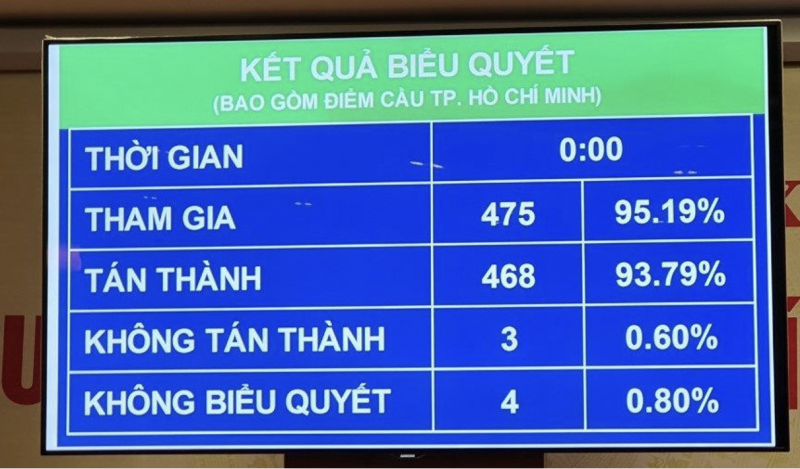 KẾT QUẢ BIỂU QUYẾT
(BAO GỒM ĐIỂM CẦU TP. HỒ CHÍ MINH)
THỜI GIAN 0:00
THAM GIA 475 95.19%
TÁN THÀNH 468 93.79%
KHÔNG TÁN THÀNH 3 0.60%
KHÔNG BIỂU QUYẾT 4 0.80%